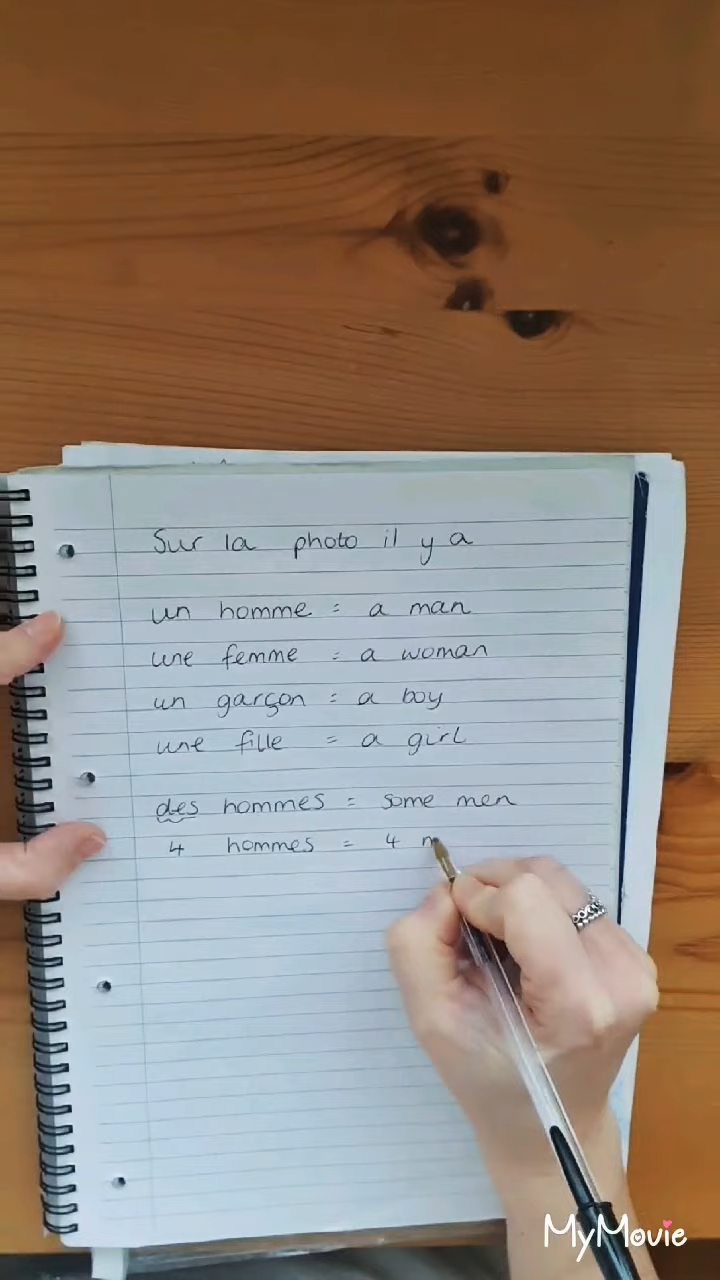 Sur la photo il y a
un homme = a man
une femme = a woman
un garçon = a boy
une fille = a girl
des hommes = some men
4 hommes = 4 m
MyMovie